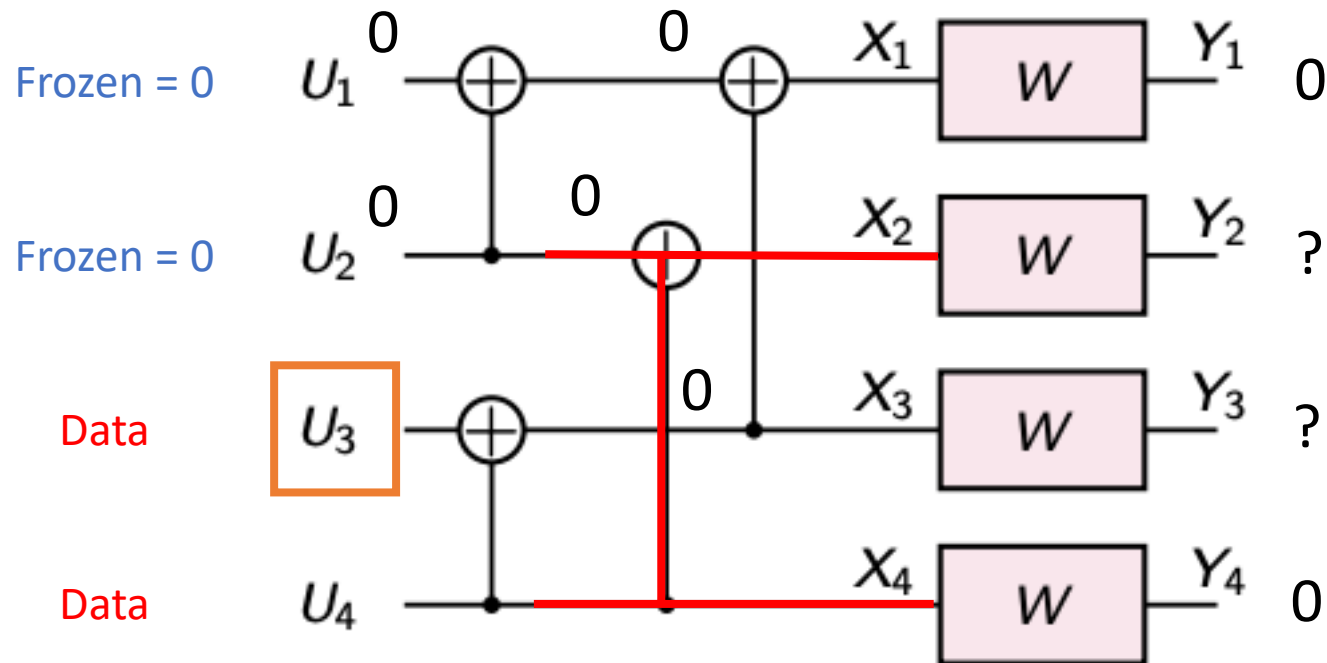 0 0
Frozen = 0 U₁ X₁ W Y₁ 0
0 0
Frozen = 0 U₂ X₂ W Y₂ ?
0
Data U₃ X₃ W Y₃ ?
Data U₄ X₄ W Y₄ 0